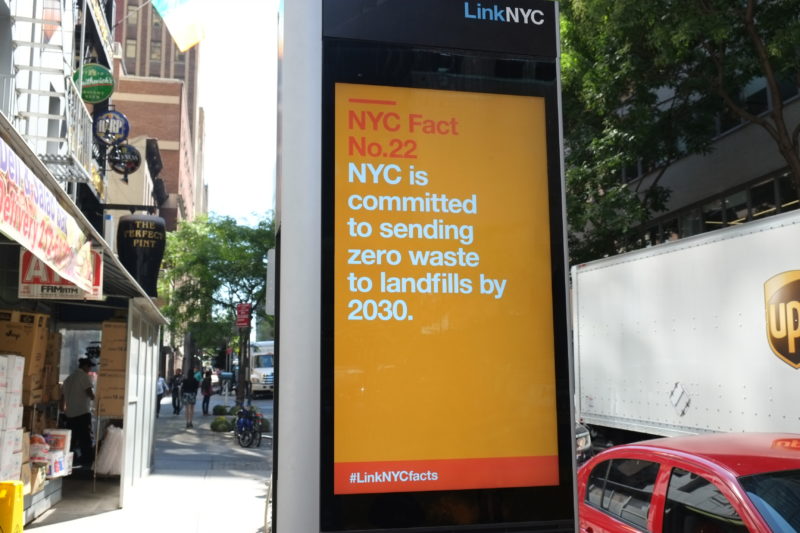 LinkNYC
NYC Fact
No.22
NYC is
committed
to sending
zero waste
to landfills by
2030.
#LinkNYCfacts
THE
PERFECT
PINT
ups